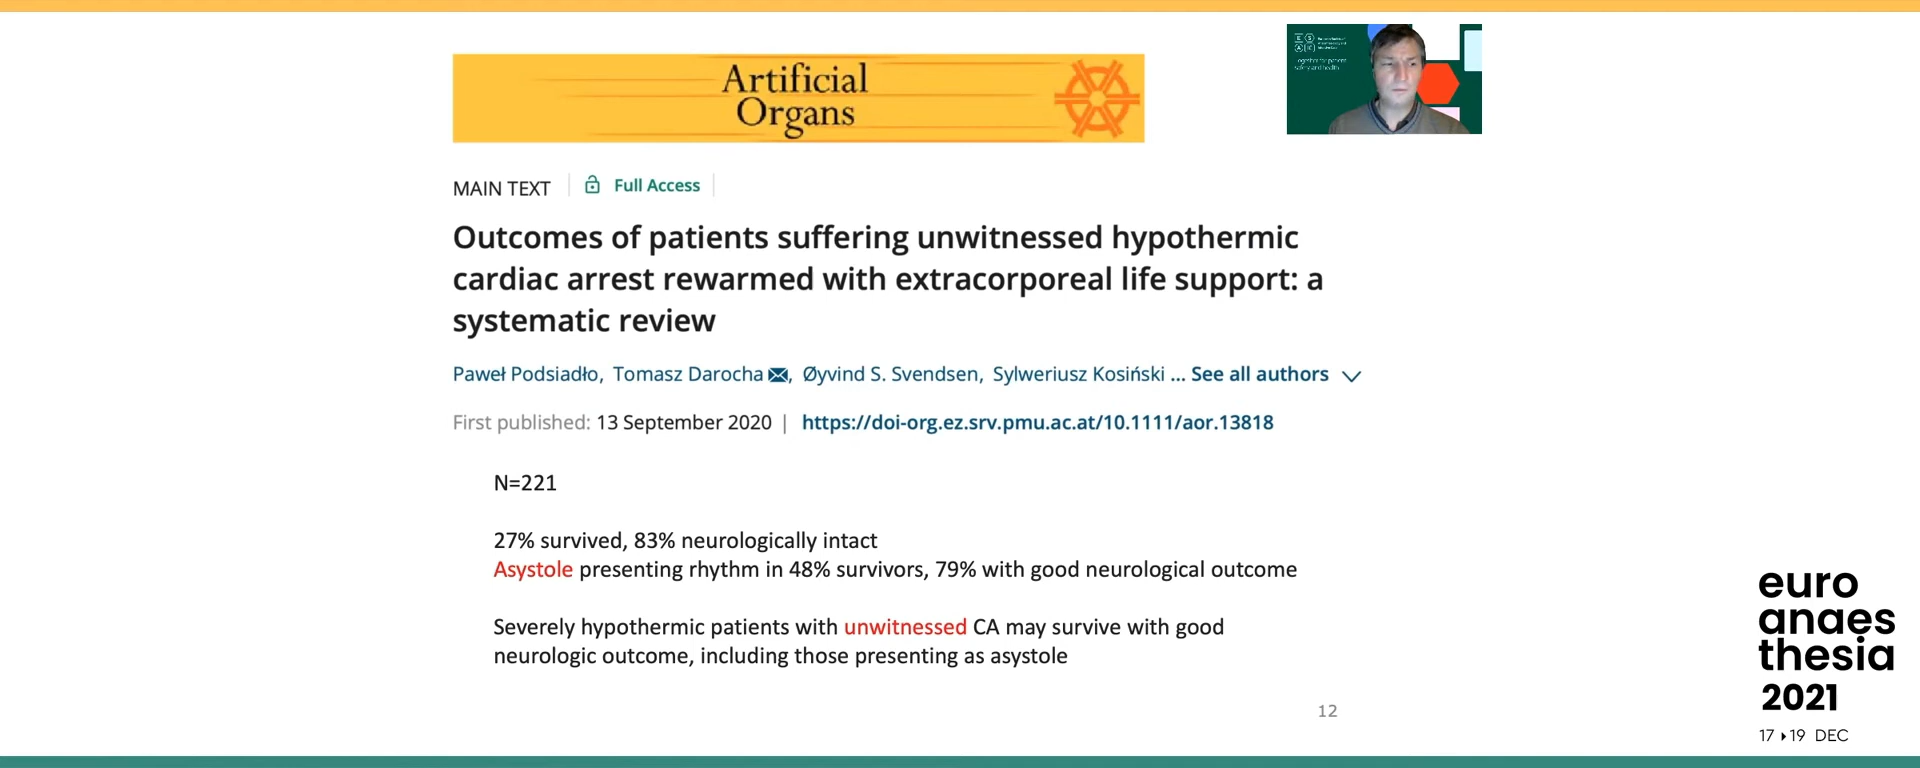 Artificial
Organs
MAIN TEXT
Full Access
Outcomes of patients suffering unwitnessed hypothermic
cardiac arrest rewarmed with extracorporeal life support: a
systematic review
Paweł Podsiadło, Tomasz Darocha, Øyvind S. Svendsen, Sylweriusz Kosiński ... See all authors
First published: 13 September 2020 | https://doi-org.ez.srv.pmu.ac.at/10.1111/aor.13818
N=221
27% survived, 83% neurologically intact
Asystole presenting rhythm in 48% survivors, 79% with good neurological outcome
Severely hypothermic patients with unwitnessed CA may survive with good
neurologic outcome, including those presenting as asystole
12
euro
anaes
thesia
2021
17 19 DEC